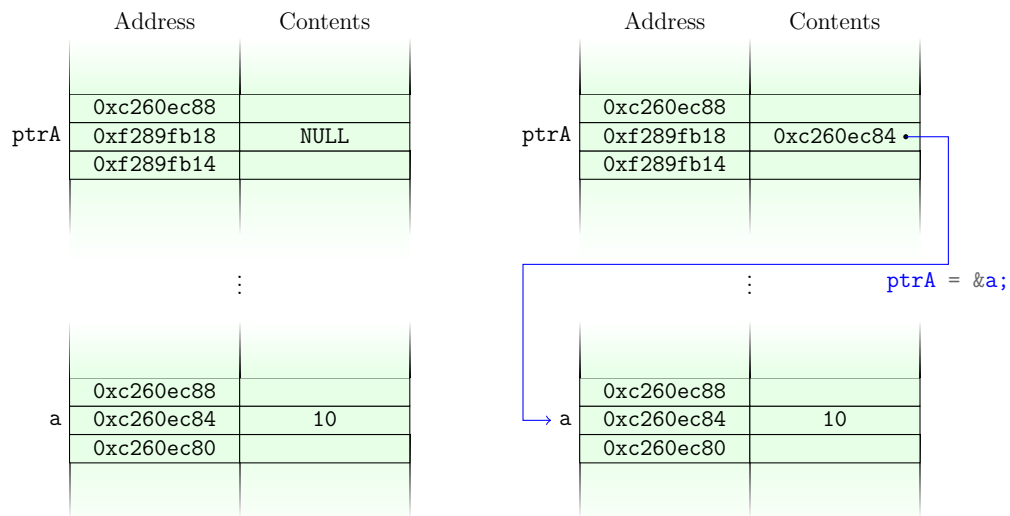 Address Contents Address Contents
0xc260ec88 0xc260ec88
ptrA 0xf289fb18 NULL ptrA 0xf289fb18 0xc260ec84
0xf289fb14 0xf289fb14
⋮ ⋮
ptrA = &a;
0xc260ec88 0xc260ec88
a 0xc260ec84 10 a 0xc260ec84 10
0xc260ec80 0xc260ec80